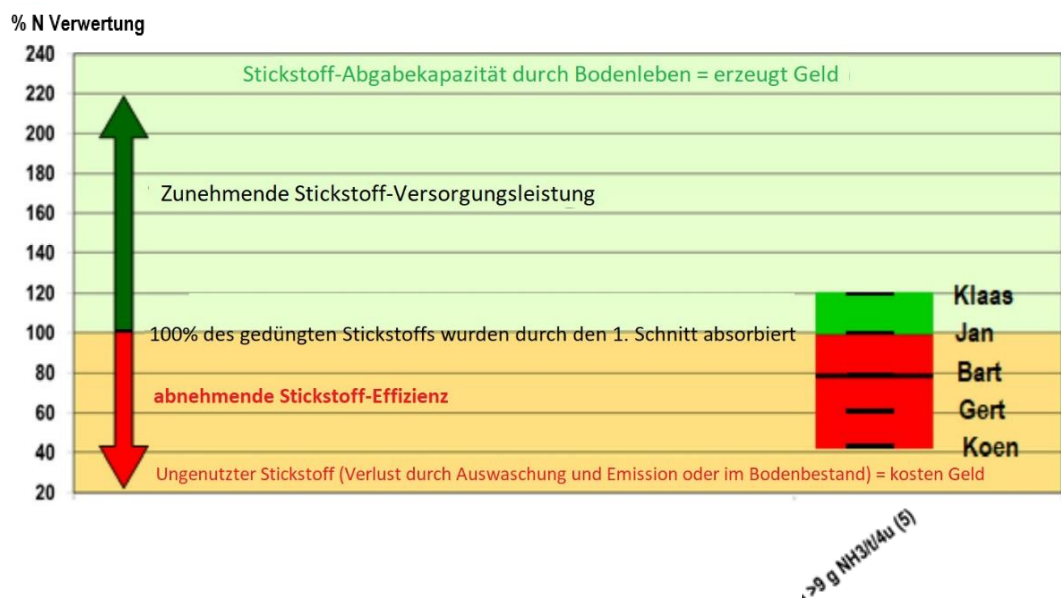 % N Verwertung
240
Stickstoff-Abgabekapazität durch Bodenleben = erzeugt Geld
220
200
180
Zunehmende Stickstoff-Versorgungsleistung
160
140
120
Klaas
100
100% des gedüngten Stickstoffs wurden durch den 1. Schnitt absorbiert
Jan
80
Bart
abnehmende Stickstoff-Effizienz
60
Gert
40
Koen
Ungenutzter Stickstoff (Verlust durch Auswaschung und Emission oder im Bodenbestand) = kosten Geld
20
>9 g NH3/t/4u (5)